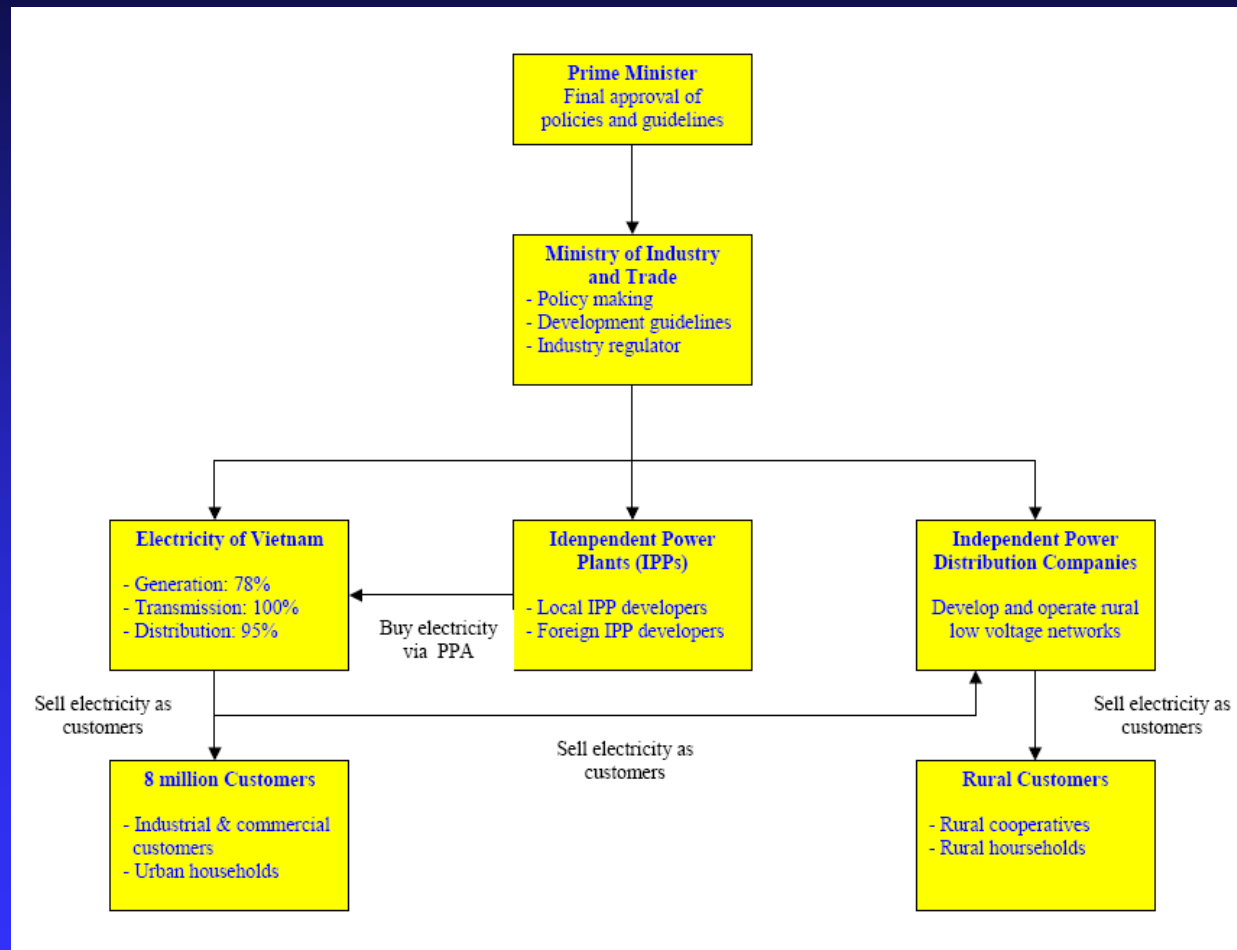 Prime Minister
Final approval of
policies and guidelines
Ministry of Industry
and Trade
- Policy making
- Development guidelines
- Industry regulator
Electricity of Vietnam
- Generation: 78%
- Transmission: 100%
- Distribution: 95%
Buy electricity
via PPA
Idenpendent Power
Plants (IPPs)
- Local IPP developers
- Foreign IPP developers
Independent Power
Distribution Companies
Develop and operate rural
low voltage networks
Sell electricity as
customers
Sell electricity as
customers
Sell electricity as
customers
8 million Customers
- Industrial & commercial
customers
- Urban households
Rural Customers
- Rural cooperatives
- Rural hourseholds